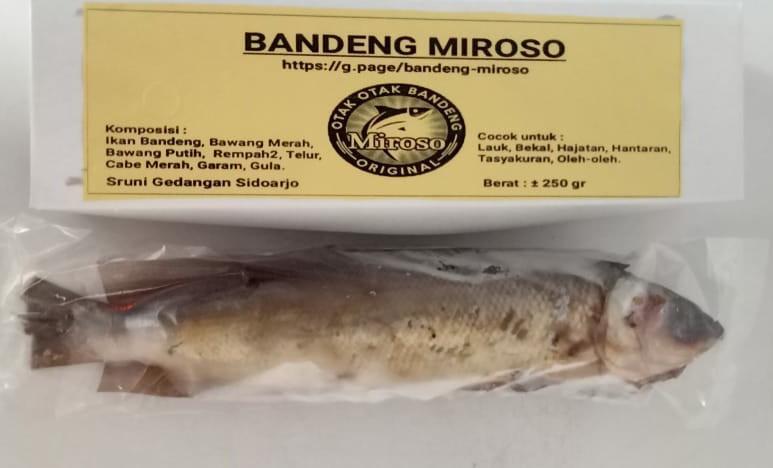 BANDENG MIROSO
https://g.page/bandeng-miroso
OTAK OTAK BANDENG
Miroso
ORIGINAL
Komposisi :
Ikan Bandeng, Bawang Merah,
Bawang Putih, Rempah2, Telur,
Cabe Merah, Garam, Gula.
Sruni Gedangan Sidoarjo
Cocok untuk :
Lauk, Bekal, Hajatan, Hantaran,
Tasyakuran, Oleh-oleh.
Berat : ± 250 gr